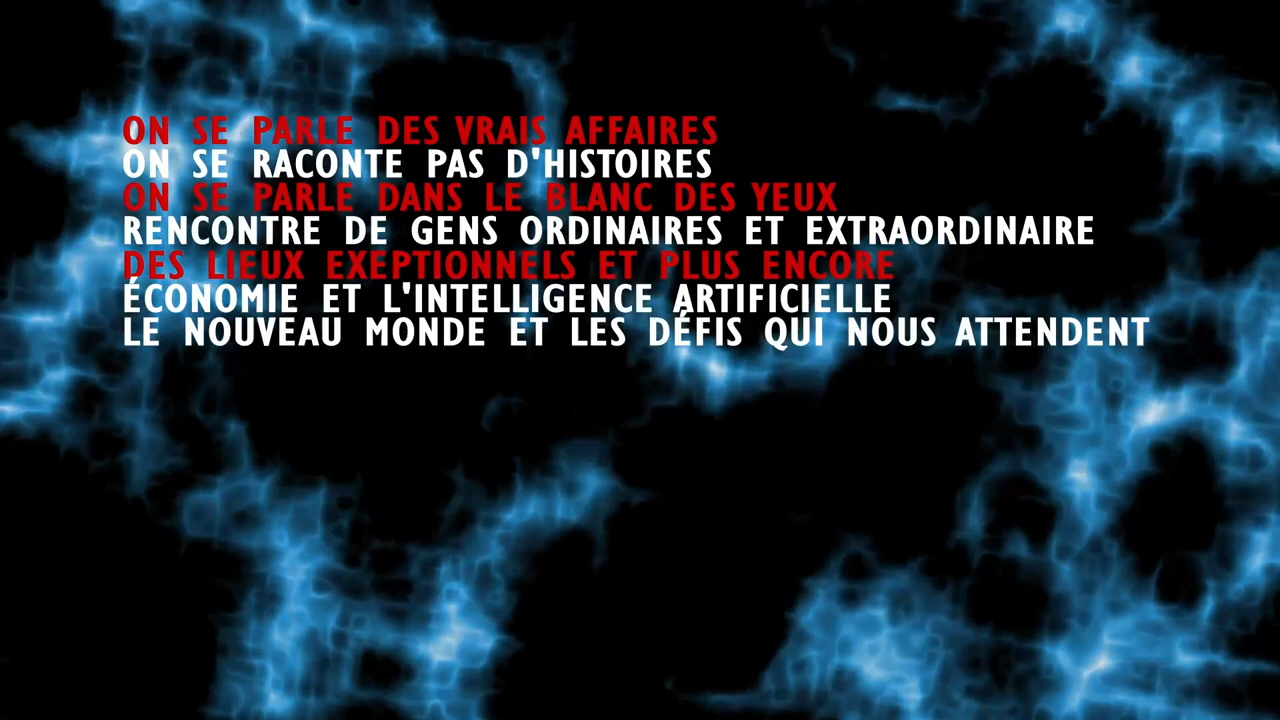 ON SE PARLE DES VRAIS AFFAIRES
ON SE RACONTE PAS D'HISTOIRES
ON SE PARLE DANS LE BLANC DES YEUX
RENCONTRE DE GENS ORDINAIRES ET EXTRAORDINAIRE
DES LIEUX EXEPTIONNELS ET PLUS ENCORE
ÉCONOMIE ET L'INTELLIGENCE ARTIFICIELLE
LE NOUVEAU MONDE ET LES DÉFIS QUI NOUS ATTENDENT